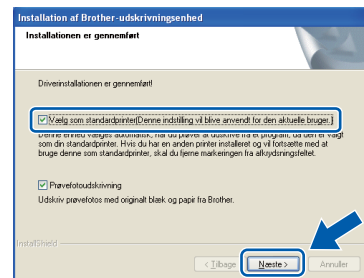 Installation af Brother-udskrivningsenhed
Installationen er gennemført
Driverinstallationen er gennemført!
Vælg som standardprinter(Denne indstilling vil blive anvendt for den aktuelle bruger.)
Denne enhed vælges automatisk, når du prøver at udskrive fra et program, da den er valgt
som din standardprinter. Hvis du har en anden printer installeret og vil fortsætte med at
bruge denne som standardprinter, skal du fjerne markeringen fra afkrydsningsfeltet.
Prøvefotoudskrivning
Udskriv prøvefotos med originalt blæk og papir fra Brother.
InstallShield
< Tilbage
Næste >
Annuller